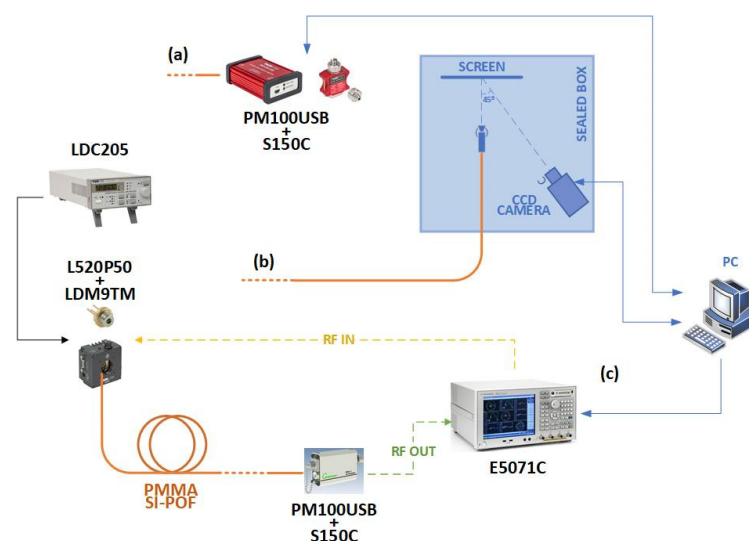 (a)
PM100USB
+
S150C
SCREEN
45º
SEALED BOX
CCD
CAMERA
LDC205
(b)
L520P50
+
LDM9TM
PC
RF IN
(c)
RF OUT
E5071C
PMMA
SI-POF
PM100USB
+
S150C